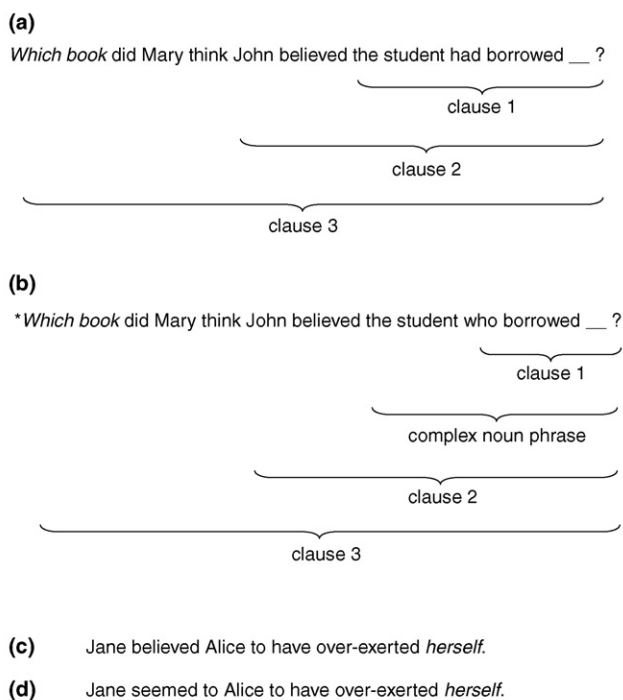 (a)
Which book did Mary think John believed the student had borrowed __ ?
clause 1
clause 2
clause 3
(b)
*Which book did Mary think John believed the student who borrowed __ ?
clause 1
complex noun phrase
clause 2
clause 3
(c) Jane believed Alice to have over-exerted herself.
(d) Jane seemed to Alice to have over-exerted herself.